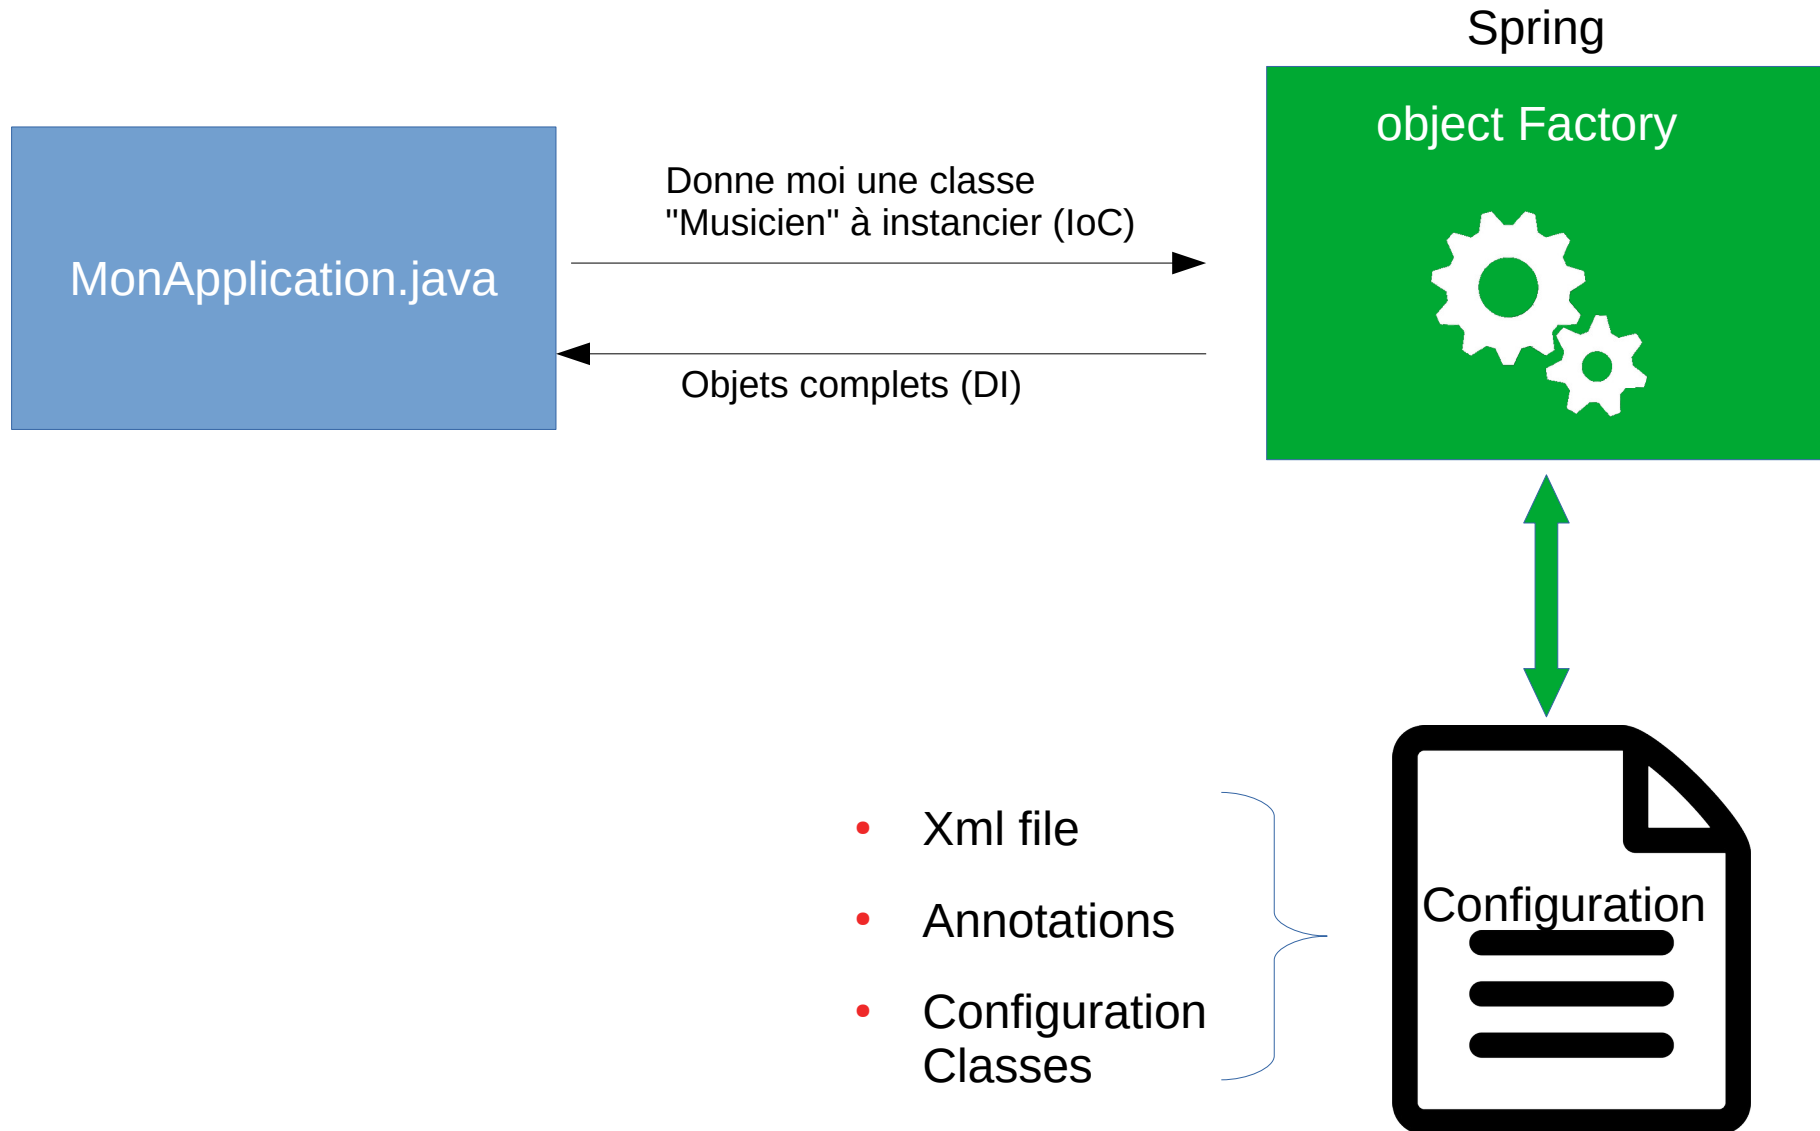 Spring
object Factory
MonApplication.java
Donne moi une classe
"Musicien" à instancier (IoC)
Objets complets (DI)
• Xml file
• Annotations
• Configuration
Classes
Configuration